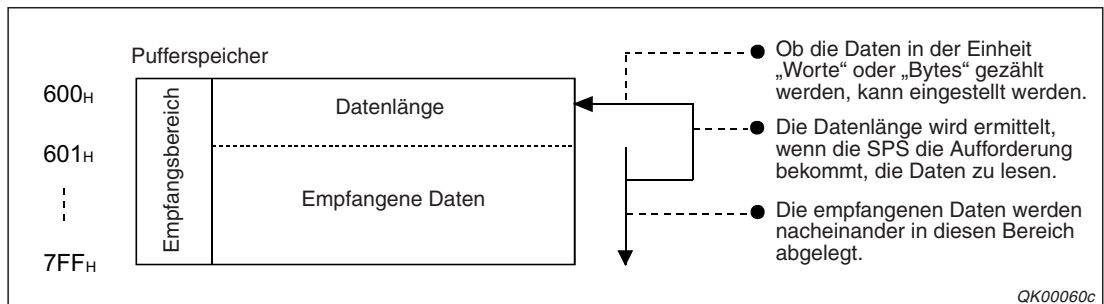 Pufferspeicher
600H
601H
7FFH
Empfangsbereich
Datenlänge
Empfangene Daten
Ob die Daten in der Einheit
„Worte“ oder „Bytes“ gezählt
werden, kann eingestellt werden.
Die Datenlänge wird ermittelt,
wenn die SPS die Aufforderung
bekommt, die Daten zu lesen.
Die empfangenen Daten werden
nacheinander in diesen Bereich
abgelegt.
QK00060c